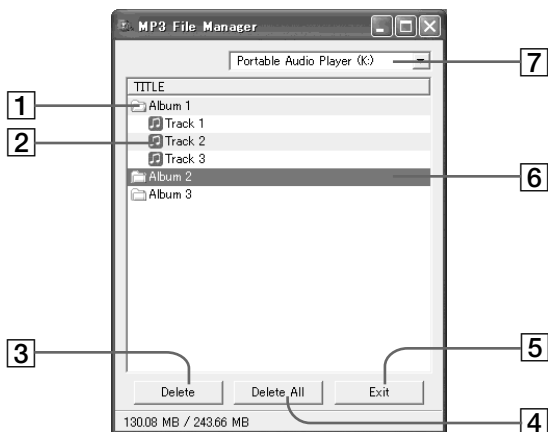 MP3 File Manager
Portable Audio Player (K:)
7
TITLE
1
Album 1
Track 1
2
Track 2
Track 3
Album 2
6
Album 3
3
5
Delete
Delete All
Exit
130.08 MB / 243.66 MB
4